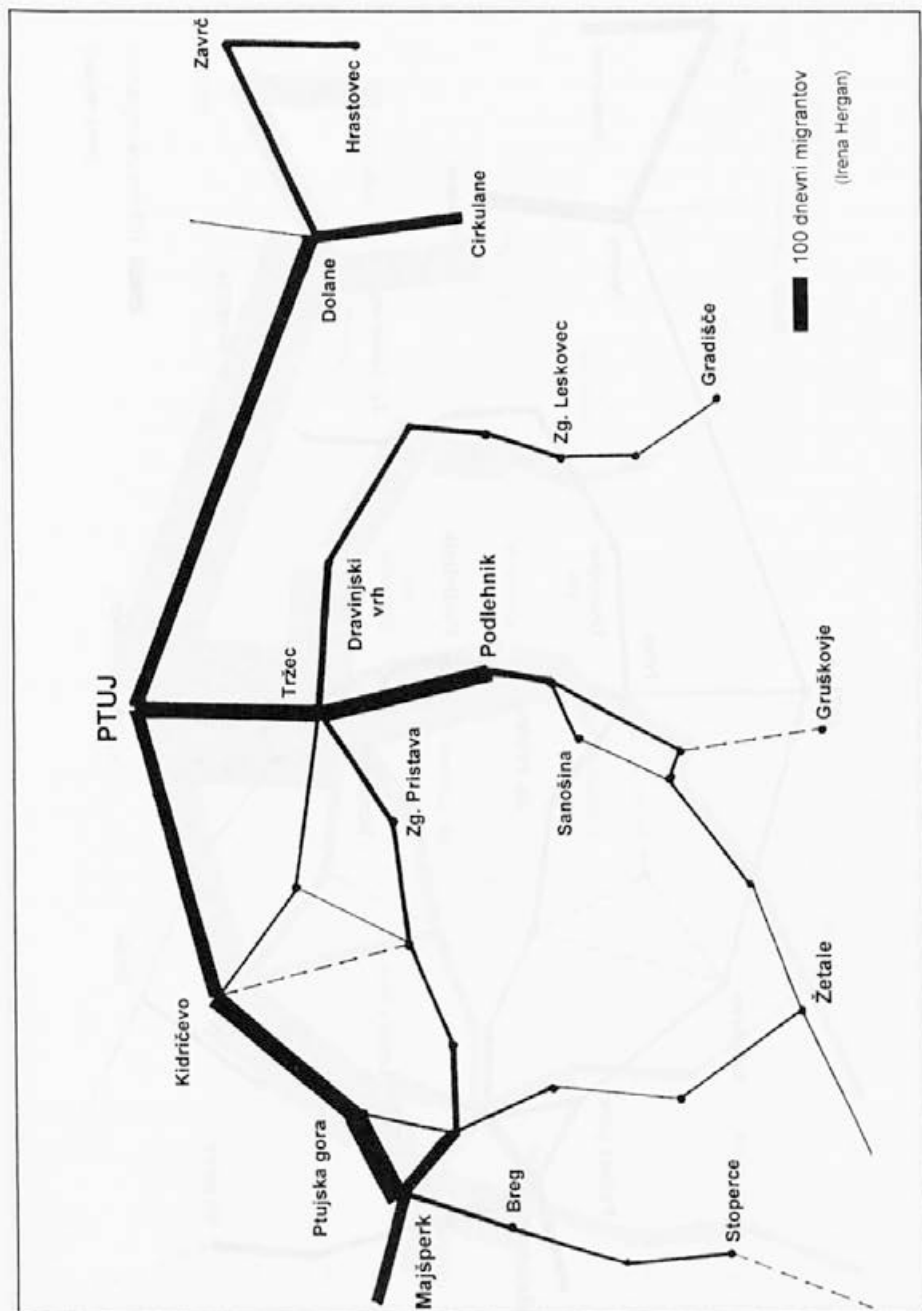 PTUJ
Zavrč
Hrastovec
Dolane
Cirkulane
Kidričevo
Tržec
Dravinjski
vrh
Ptujska gora
Zg. Pristava
Podlehnik
Zg. Leskovec
Gradišče
Majšperk
Breg
Sanošina
Stoperce
Žetale
Gruškovje
100 dnevni migrantov
(Irena Hergan)